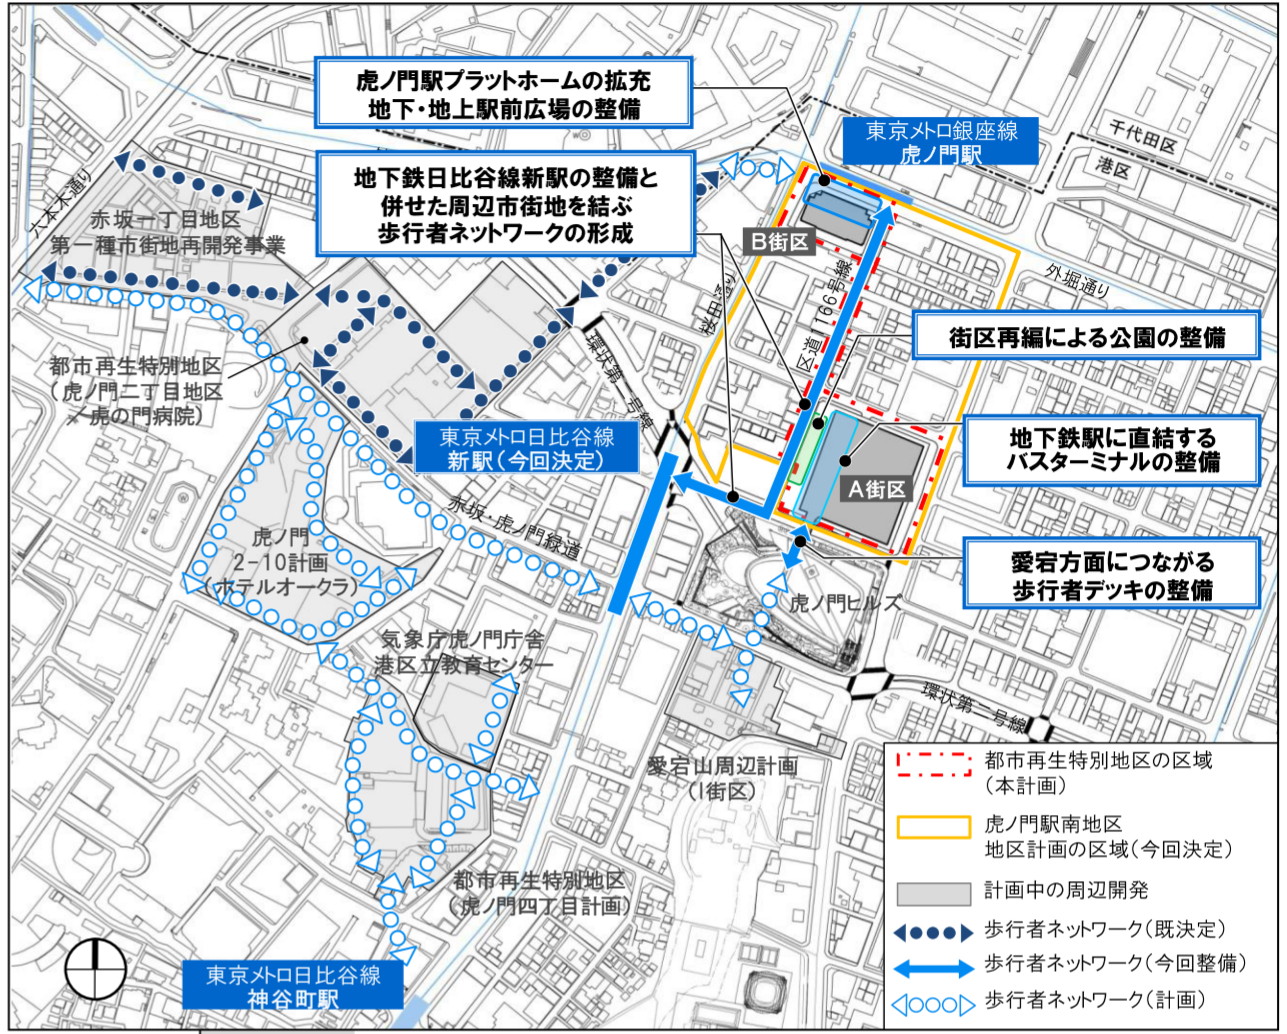 虎ノ門駅プラットホームの拡充
地下・地上駅前広場の整備
東京メトロ銀座線
虎ノ門駅
千代田区
港区
地下鉄日比谷線新駅の整備と
併せた周辺市街地を結ぶ
歩行者ネットワークの形成
六本木通り
赤坂一丁目地区
第一種市街地再開発事業
B街区
外堀通り
桜田通り
区道1166号線
街区再編による公園の整備
環状第二号線
都市再生特別地区
(虎ノ門二丁目地区
/虎の門病院)
東京メトロ日比谷線
新駅(今回決定)
地下鉄駅に直結する
バスターミナルの整備
A街区
赤坂・虎ノ門緑道
虎ノ門
2-10計画
(ホテルオークラ)
愛宕方面につながる
歩行者デッキの整備
虎ノ門ヒルズ
気象庁虎ノ門庁舎
港区立教育センター
環状第二号線
愛宕山周辺計画
(I街区)
都市再生特別地区
(虎ノ門四丁目計画)
東京メトロ日比谷線
神谷町駅
都市再生特別地区の区域
(本計画)
虎ノ門駅南地区
地区計画の区域(今回決定)
計画中の周辺開発
歩行者ネットワーク(既決定)
歩行者ネットワーク(今回整備)
歩行者ネットワーク(計画)